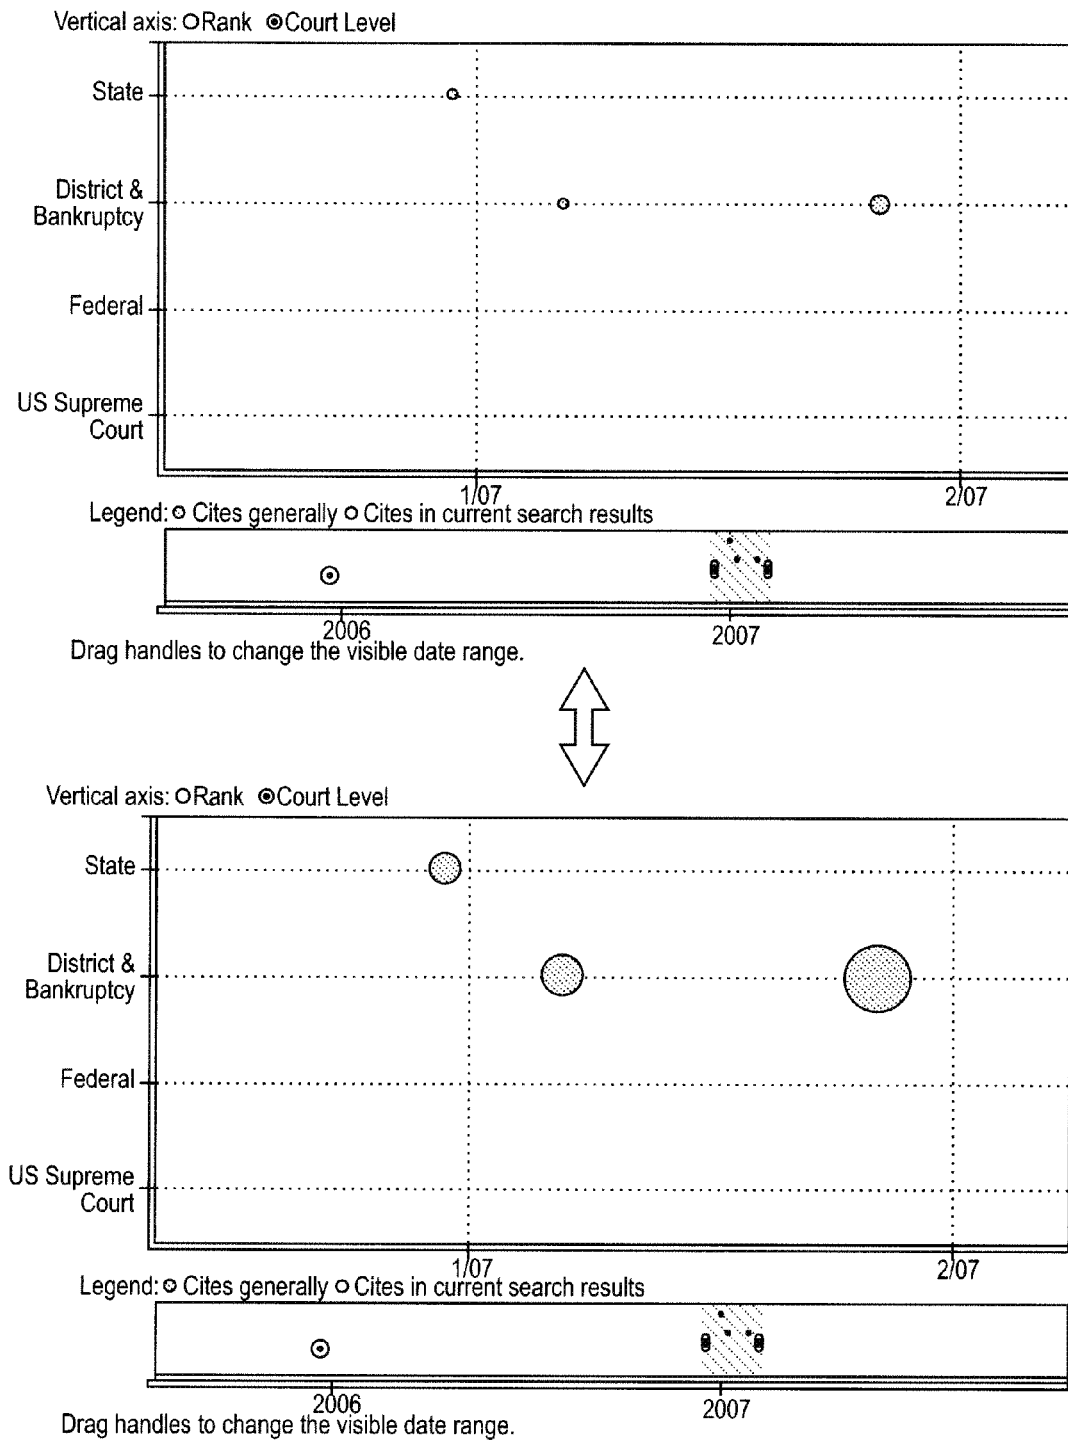 Vertical axis: Rank Court Level
State
District &
Bankruptcy
Federal
US Supreme
Court
1/07 2/07
Legend: Cites generally Cites in current search results
2006 2007
Drag handles to change the visible date range.
Vertical axis: Rank Court Level
State
District &
Bankruptcy
Federal
US Supreme
Court
1/07 2/07
Legend: Cites generally Cites in current search results
2006 2007
Drag handles to change the visible date range.